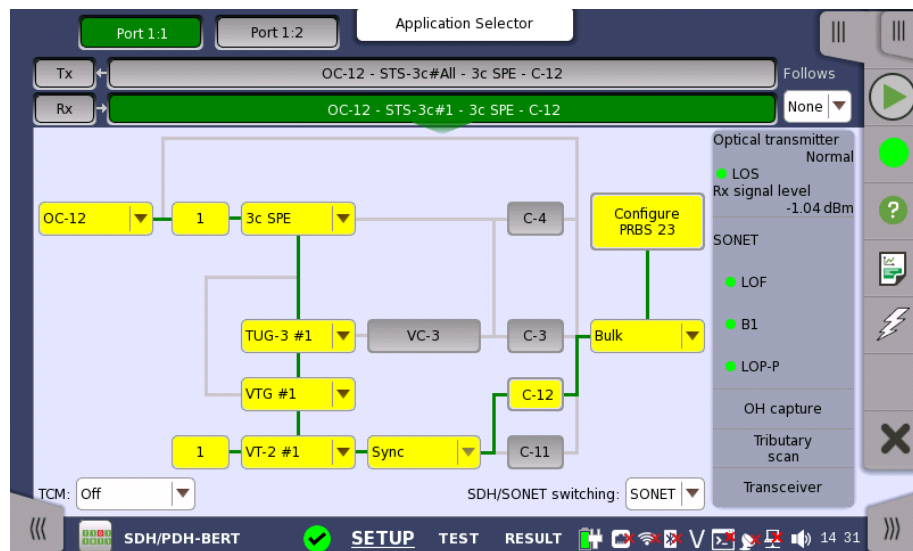 Port 1:1
Port 1:2
Application Selector
Tx
OC-12 - STS-3c#All - 3c SPE - C-12
Follows
Rx
OC-12 - STS-3c#1 - 3c SPE - C-12
None
Optical transmitter
Normal
LOS
Rx signal level
-1.04 dBm
OC-12
1
3c SPE
C-4
Configure
PRBS 23
SONET
LOF
TUG-3 #1
VC-3
C-3
Bulk
B1
LOP-P
VTG #1
C-12
OH capture
1
VT-2 #1
Sync
C-11
Tributary
scan
TCM:
Off
SDH/SONET switching:
SONET
Transceiver
SDH/PDH-BERT
SETUP
TEST
RESULT
V
14 31